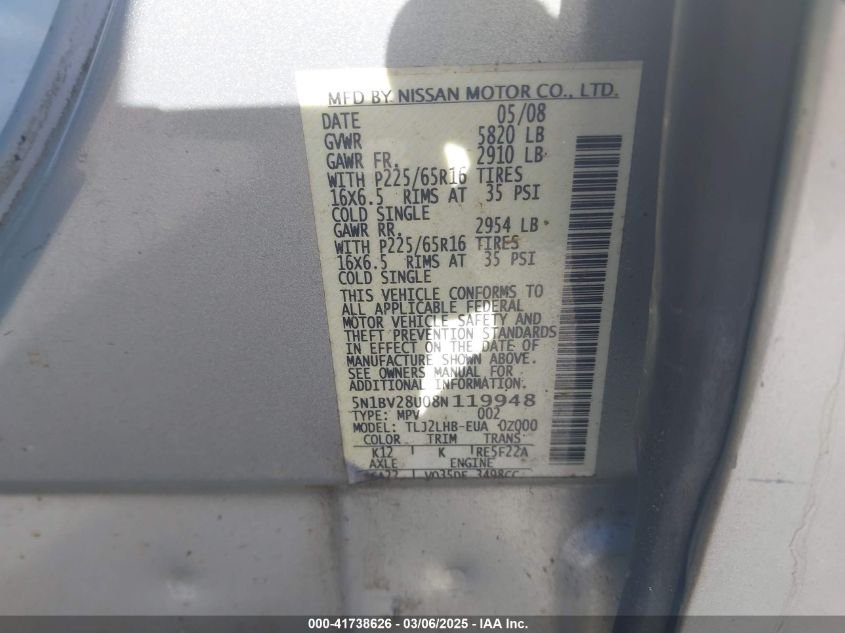 MFD BY NISSAN MOTOR CO., LTD.
DATE 05/08
GVWR 5820 LB
GAWR FR. 2910 LB
WITH P225/65R16 TIRES
16X6.5 RIMS AT 35 PSI
COLD SINGLE
GAWR RR. 2954 LB
WITH P225/65R16 TIRES
16X6.5 RIMS AT 35 PSI
COLD SINGLE
THIS VEHICLE CONFORMS TO
ALL APPLICABLE FEDERAL
MOTOR VEHICLE SAFETY AND
THEFT PREVENTION STANDARDS
IN EFFECT ON THE DATE OF
MANUFACTURE SHOWN ABOVE.
SEE OWNERS MANUAL FOR
ADDITIONAL INFORMATION.
5N1BV28U08N119948
TYPE: MPV 002
MODEL: TLJ2LHB-EUA 0Z000
COLOR TRIM TRANS
K12 K RE5F22A
AXLE ENGINE
VQ35DE 3498CC
000-41738626 - 03/06/2025 - IAA Inc.